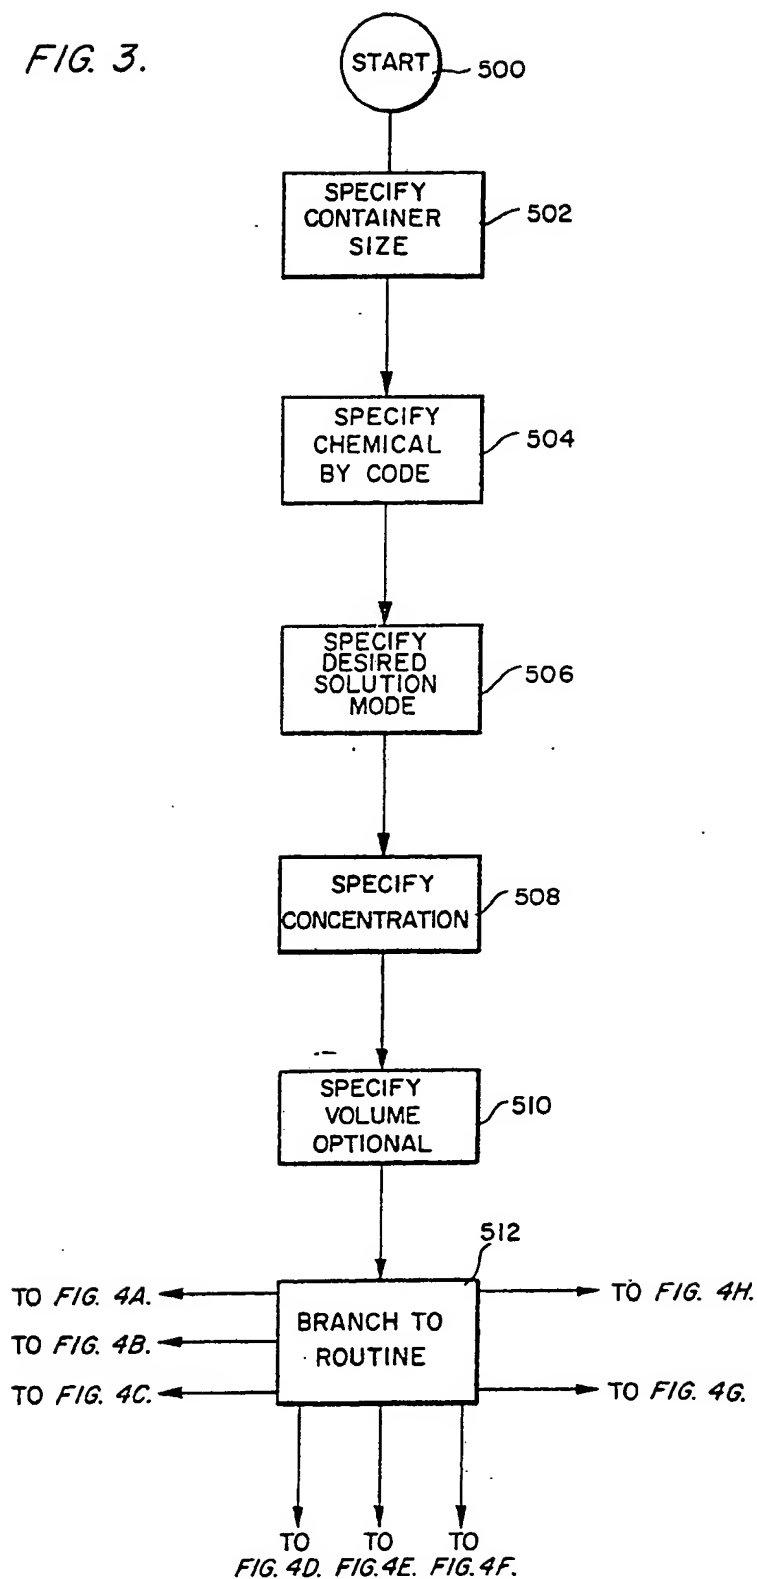 FIG. 3.
START
500
SPECIFY
CONTAINER
SIZE
502
SPECIFY
CHEMICAL
BY CODE
504
SPECIFY
DESIRED
SOLUTION
MODE
506
SPECIFY
CONCENTRATION
508
SPECIFY
VOLUME
OPTIONAL
510
512
BRANCH TO
ROUTINE
TO FIG. 4A.
TO FIG. 4B.
TO FIG. 4C.
TO FIG. 4H.
TO FIG. 4G.
TO
FIG. 4D.
TO
FIG. 4E.
TO
FIG. 4F.